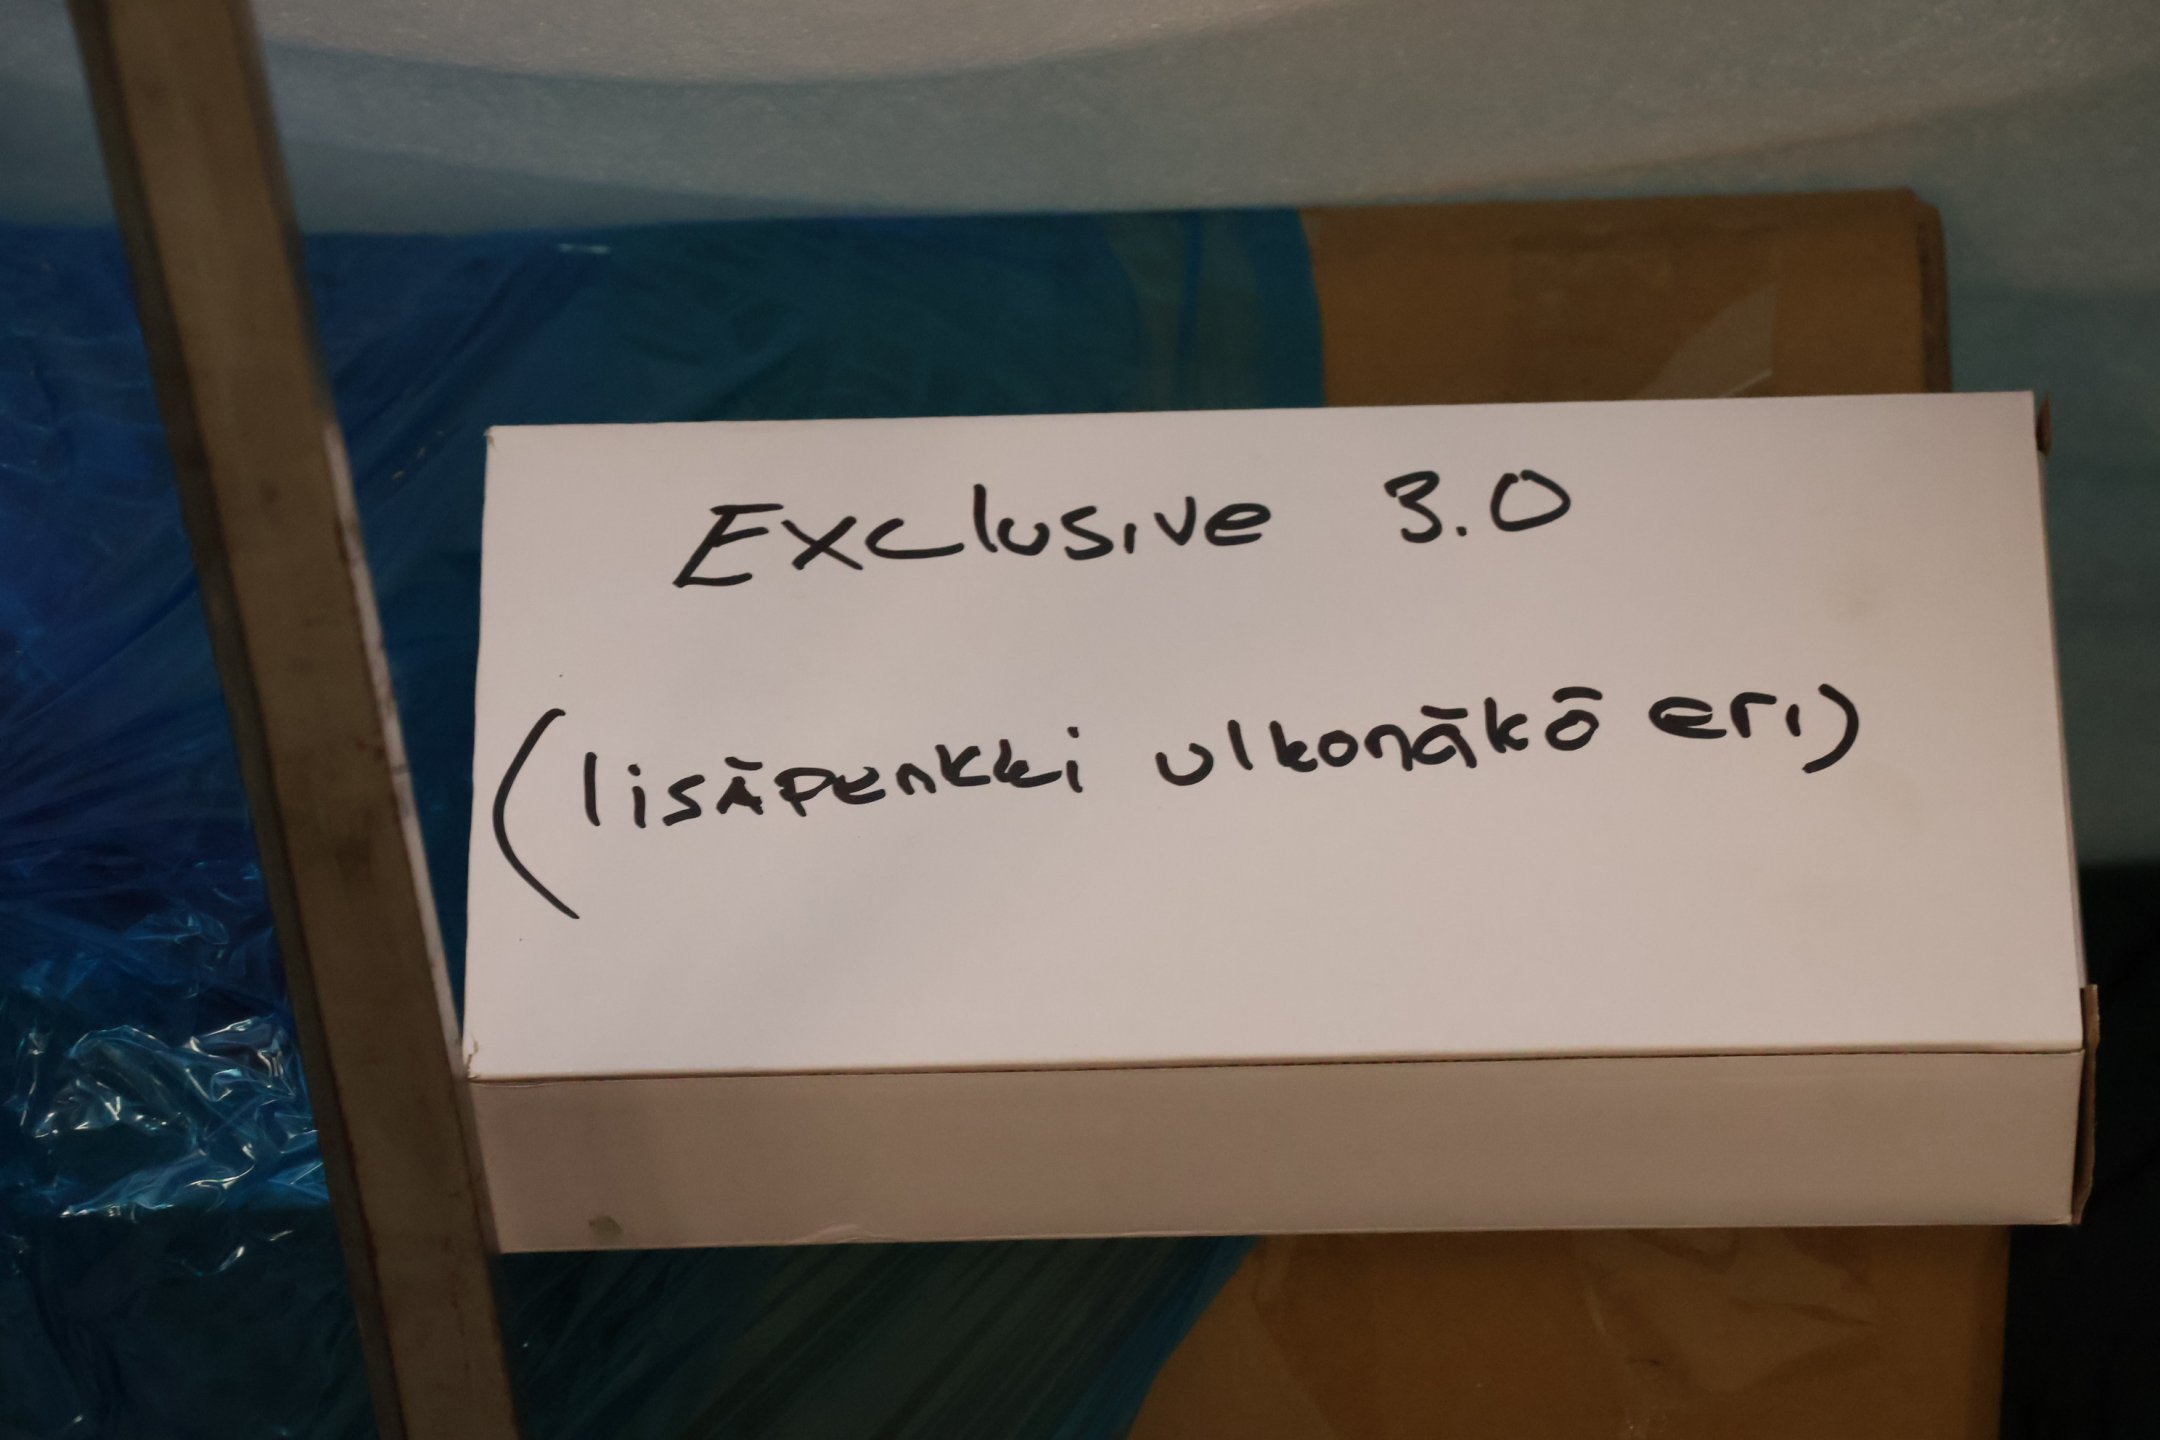 Exclusive 3.0
(lisäpenkki ulkonäkö eri)